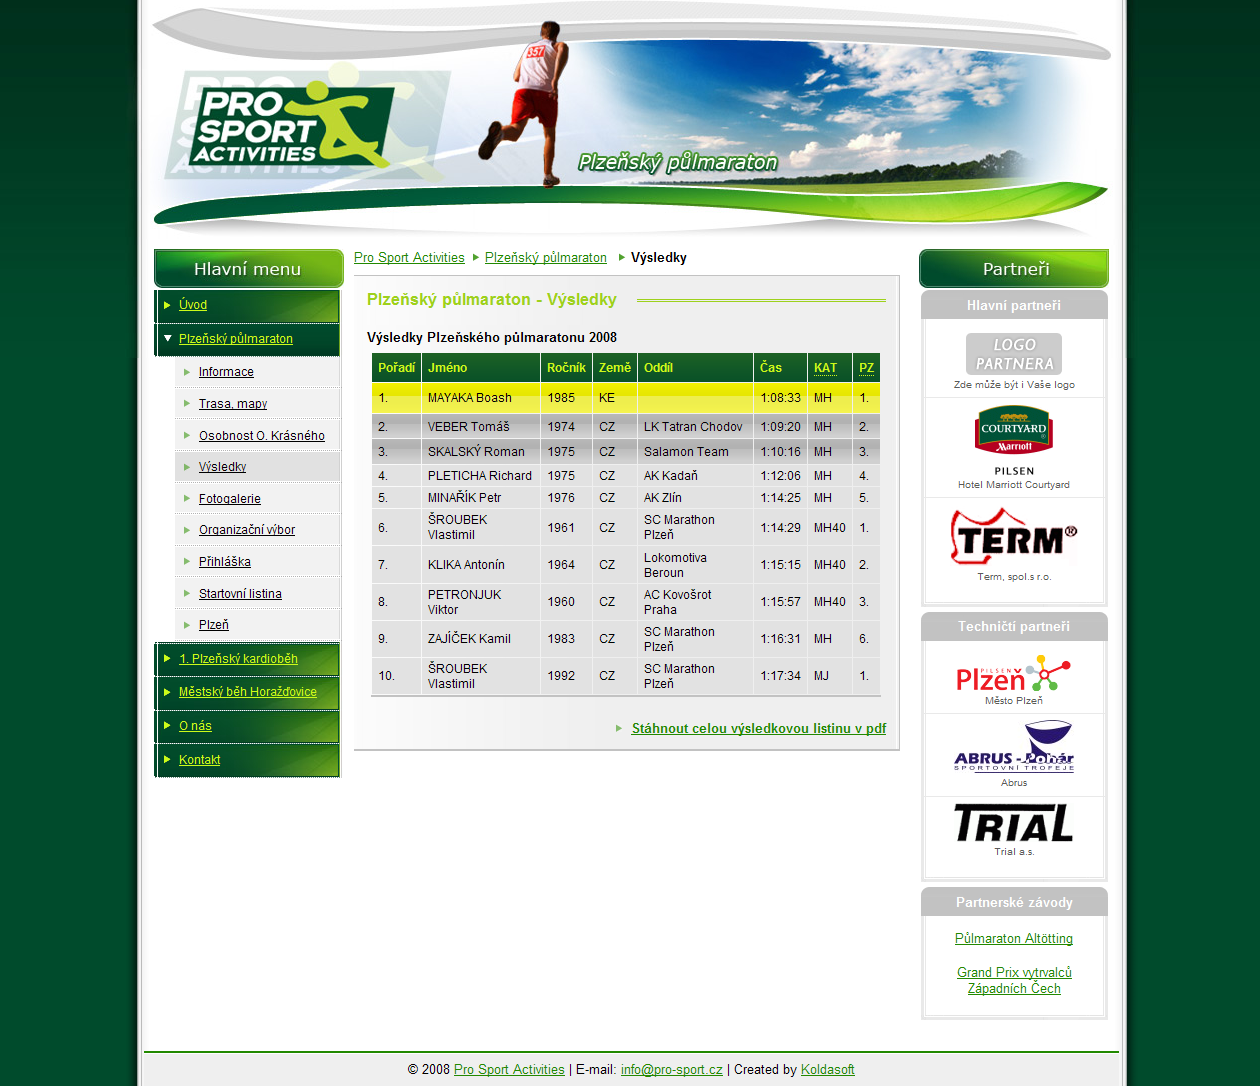 357
PRO
SPORT
ACTIVITIES
Plzeňský půlmaraton
Hlavní menu
Úvod
Plzeňský půlmaraton
Informace
Trasa, mapy
Osobnost O. Krásného
Výsledky
Fotogalerie
Organizační výbor
Přihláška
Startovní listina
Plzeň
1. Plzeňský kardioběh
Městský běh Horažďovice
O nás
Kontakt
Pro Sport Activities Plzeňský půlmaraton Výsledky
Plzeňský půlmaraton - Výsledky
Výsledky Plzeňského půlmaratonu 2008
Pořadí Jméno Ročník Země Oddíl Čas KAT PZ
1. MAYAKA Boash 1985 KE 1:08:33 MH 1.
2. VEBER Tomáš 1974 CZ LK Tatran Chodov 1:09:20 MH 2.
3. SKALSKÝ Roman 1975 CZ Salamon Team 1:10:16 MH 3.
4. PLETICHA Richard 1975 CZ AK Kadaň 1:12:06 MH 4.
5. MINAŘÍK Petr 1976 CZ AK Zlín 1:14:25 MH 5.
6. ŠROUBEK Vlastimil 1961 CZ SC Marathon Plzeň 1:14:29 MH40 1.
7. KLIKA Antonín 1964 CZ Lokomotiva Beroun 1:15:15 MH40 2.
8. PETRONJUK Viktor 1960 CZ AC Kovošrot Praha 1:15:57 MH40 3.
9. ZAJÍČEK Kamil 1983 CZ SC Marathon Plzeň 1:16:31 MH 6.
10. ŠROUBEK Vlastimil 1992 CZ SC Marathon Plzeň 1:17:34 MJ 1.
Stáhnout celou výsledkovou listinu v pdf
Partneři
Hlavní partneři
LOGO
PARTNERA
Zde může být i Vaše logo
COURTYARD
Marriott
PILSEN
Hotel Marriott Courtyard
TERM®
Term, spol.s r.o.
Techničtí partneři
PILSEN
Plzeň
Město Plzeň
ABRUS - Pohár
SPORTOVNÍ TROFEJE
Abrus
TRIAL
Trial a.s.
Partnerské závody
Půlmaraton Altötting
Grand Prix vytrvalců
Západních Čech
© 2008 Pro Sport Activities | E-mail: info@pro-sport.cz | Created by Koldasoft